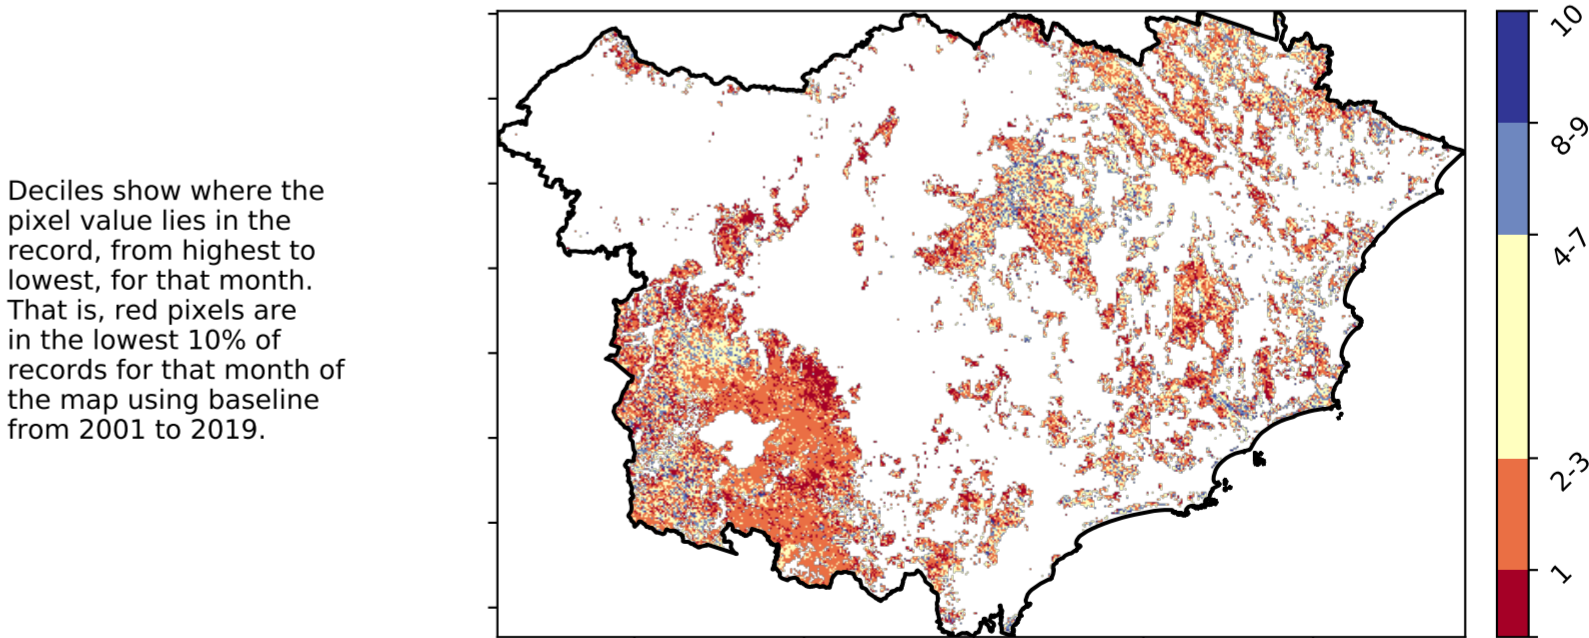 Deciles show where the
pixel value lies in the
record, from highest to
lowest, for that month.
That is, red pixels are
in the lowest 10% of
records for that month of
the map using baseline
from 2001 to 2019.
10
8-9
4-7
2-3
1